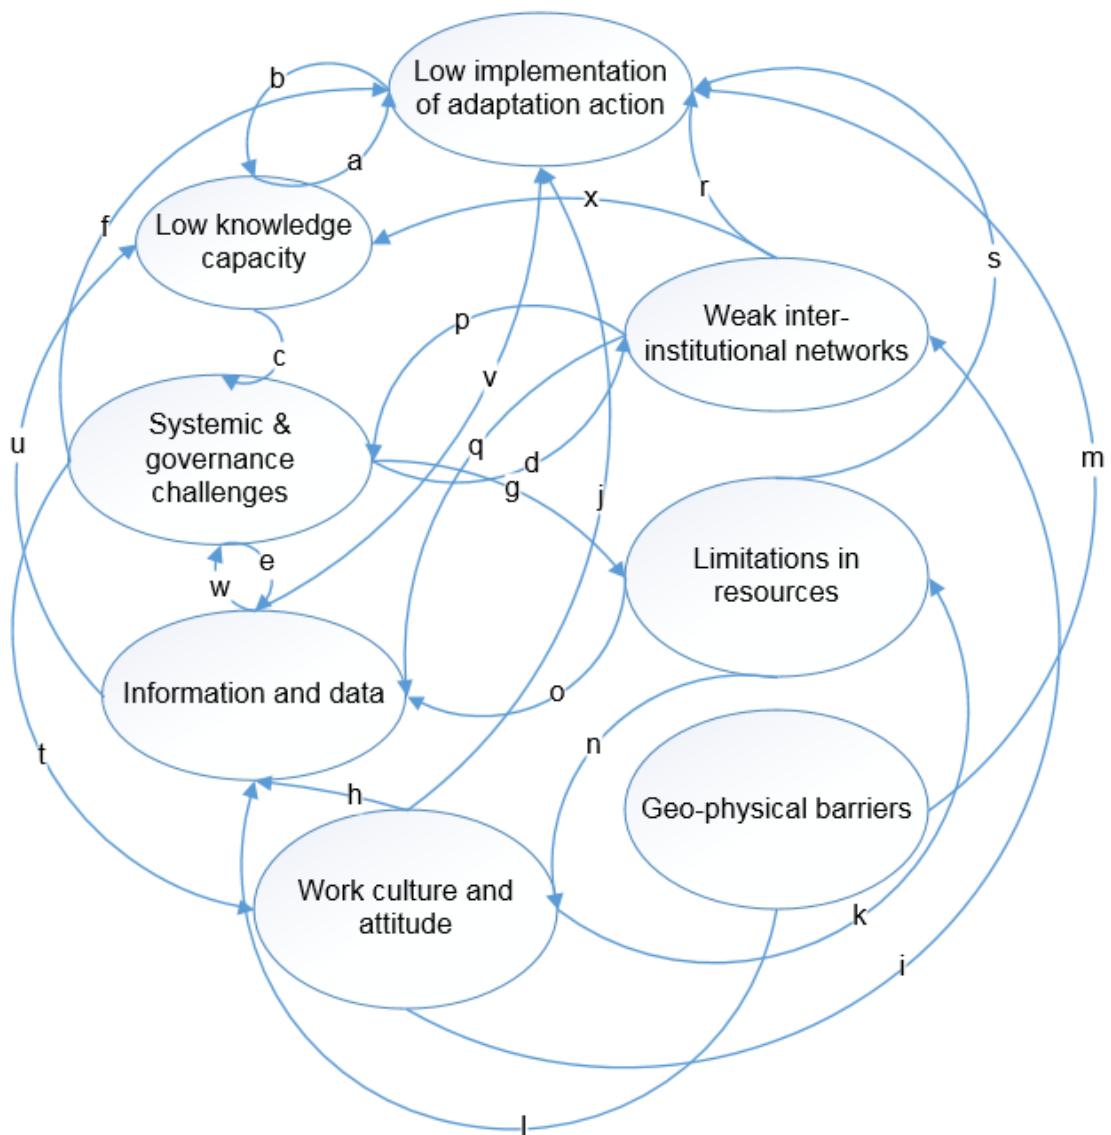 Low implementation
of adaptation action
b
a
r
x
f
Low knowledge
capacity
s
Weak inter-
institutional networks
p
c
v
Systemic &
governance
challenges
u
q
d
g
j
m
e
w
Limitations in
resources
Information and data
o
t
n
h
Geo-physical barriers
Work culture and
attitude
k
i
l